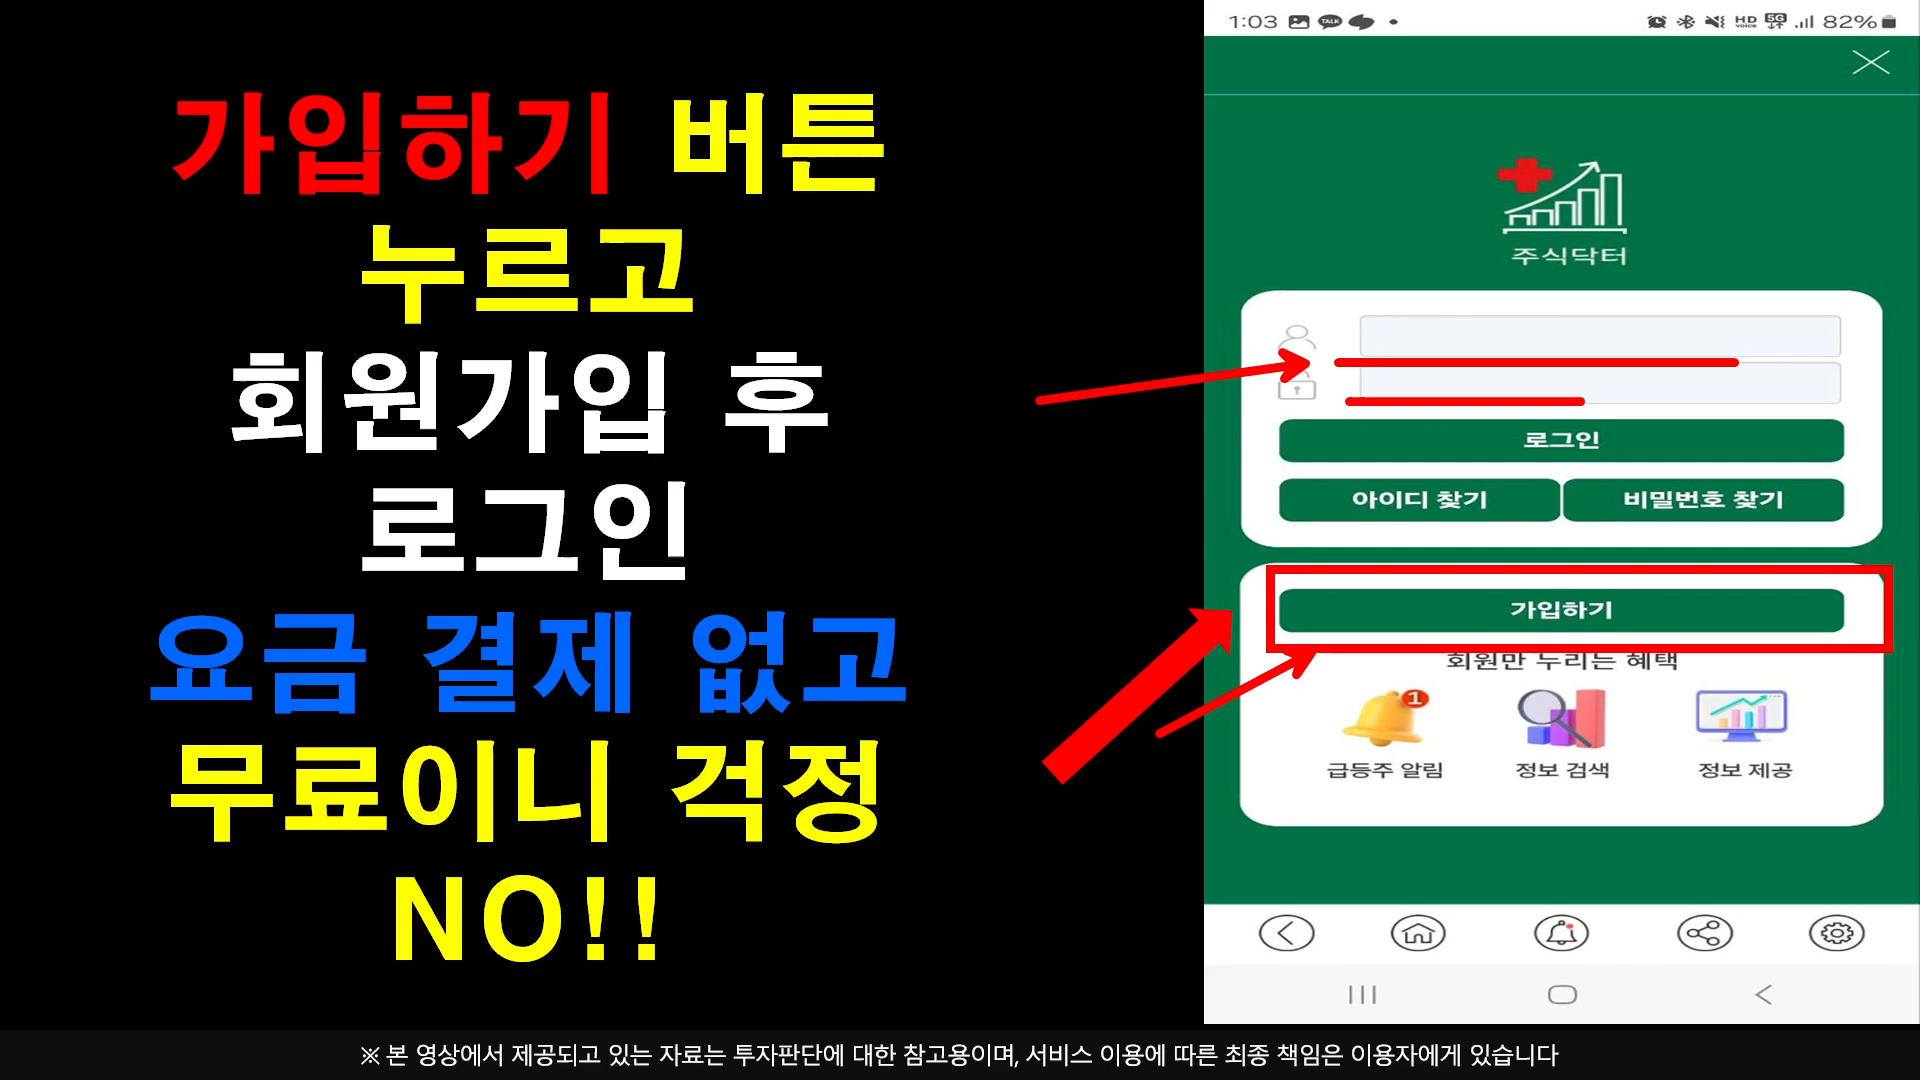 가입하기 버튼
누르고
회원가입 후
로그인
요금 결제 없고
무료이니 걱정
NO!!
1:03
TALK
HD voice
5G
82%
주식닥터
로그인
아이디 찾기
비밀번호 찾기
가입하기
회원만 누리는 혜택
1
급등주 알림
정보 검색
정보 제공
※ 본 영상에서 제공되고 있는 자료는 투자판단에 대한 참고용이며, 서비스 이용에 따른 최종 책임은 이용자에게 있습니다